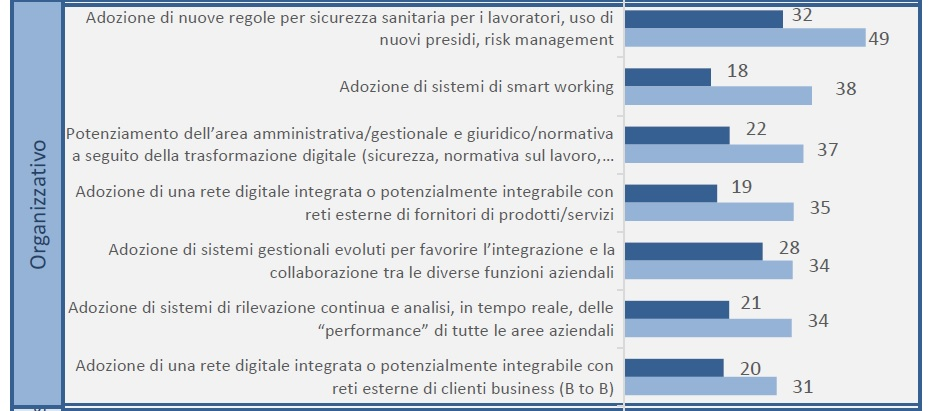 Organizzativo
Adozione di nuove regole per sicurezza sanitaria per i lavoratori, uso di
nuovi presidi, risk management
32
49
Adozione di sistemi di smart working
18
38
Potenziamento dell’area amministrativa/gestionale e giuridico/normativa
a seguito della trasformazione digitale (sicurezza, normativa sul lavoro,…
22
37
Adozione di una rete digitale integrata o potenzialmente integrabile con
reti esterne di fornitori di prodotti/servizi
19
35
Adozione di sistemi gestionali evoluti per favorire l’integrazione e la
collaborazione tra le diverse funzioni aziendali
28
34
Adozione di sistemi di rilevazione continua e analisi, in tempo reale, delle
“performance” di tutte le aree aziendali
21
34
Adozione di una rete digitale integrata o potenzialmente integrabile con
reti esterne di clienti business (B to B)
20
31